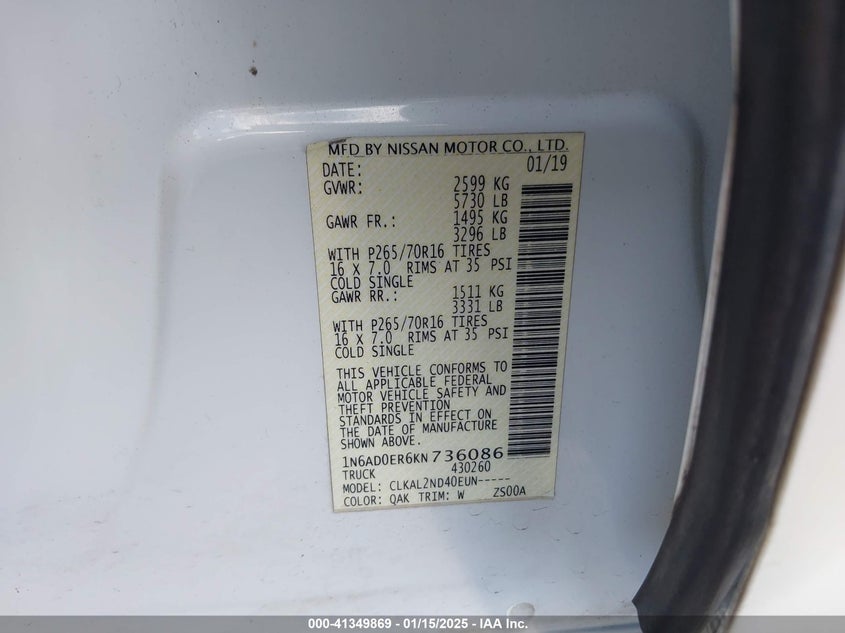 MFD BY NISSAN MOTOR CO., LTD.
DATE: 01/19
GVWR: 2599 KG
5730 LB
GAWR FR.: 1495 KG
3296 LB
WITH P265/70R16 TIRES
16 X 7.0 RIMS AT 35 PSI
COLD SINGLE
GAWR RR.: 1511 KG
3331 LB
WITH P265/70R16 TIRES
16 X 7.0 RIMS AT 35 PSI
COLD SINGLE
THIS VEHICLE CONFORMS TO
ALL APPLICABLE FEDERAL
MOTOR VEHICLE SAFETY AND
THEFT PREVENTION
STANDARDS IN EFFECT ON
THE DATE OF MANUFACTURE
SHOWN ABOVE.
1N6AD0ER6KN736086
TRUCK 430260
MODEL: CLKAL2ND40EUN-----
COLOR: QAK TRIM: W ZS00A
000-41349869 - 01/15/2025 - IAA Inc.